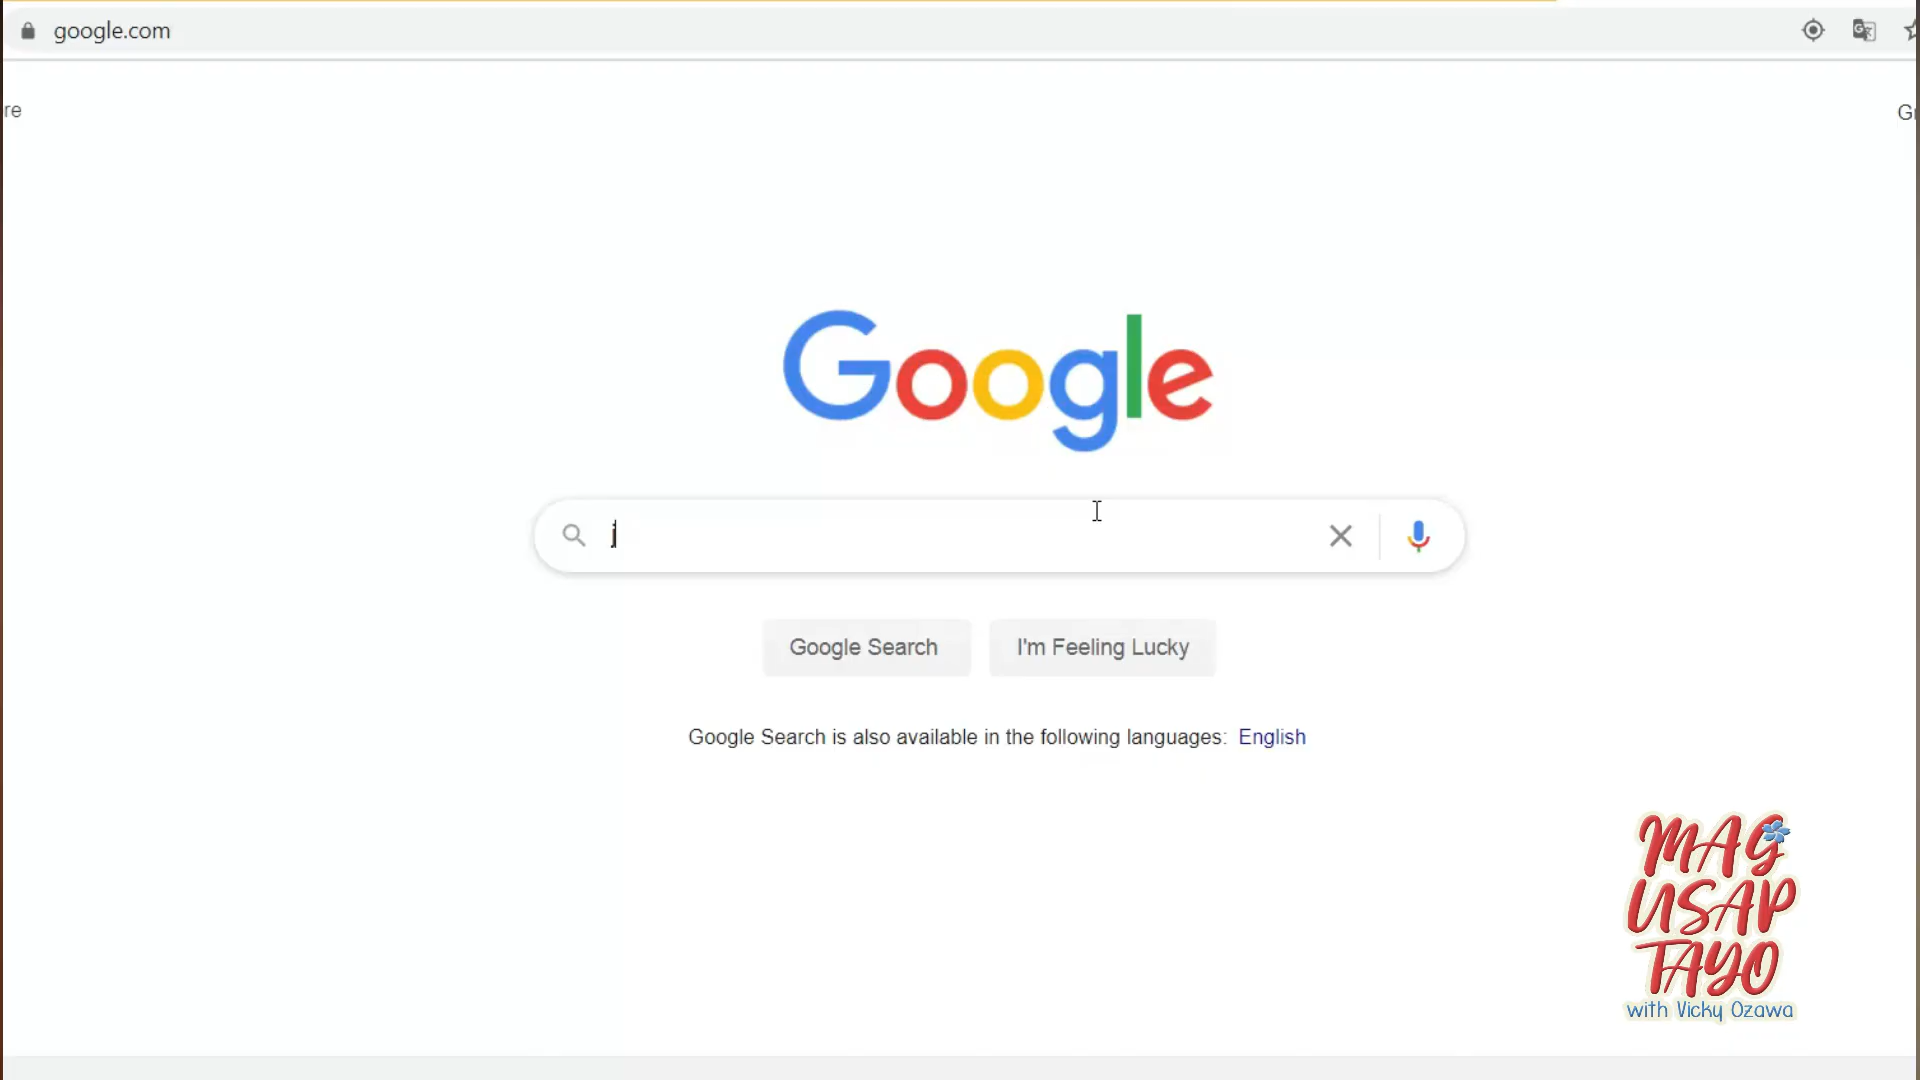 google.com
re
Google
j
Google Search
I'm Feeling Lucky
Google Search is also available in the following languages: English
MAG
USAP
TAYO
with Vicky Ozawa